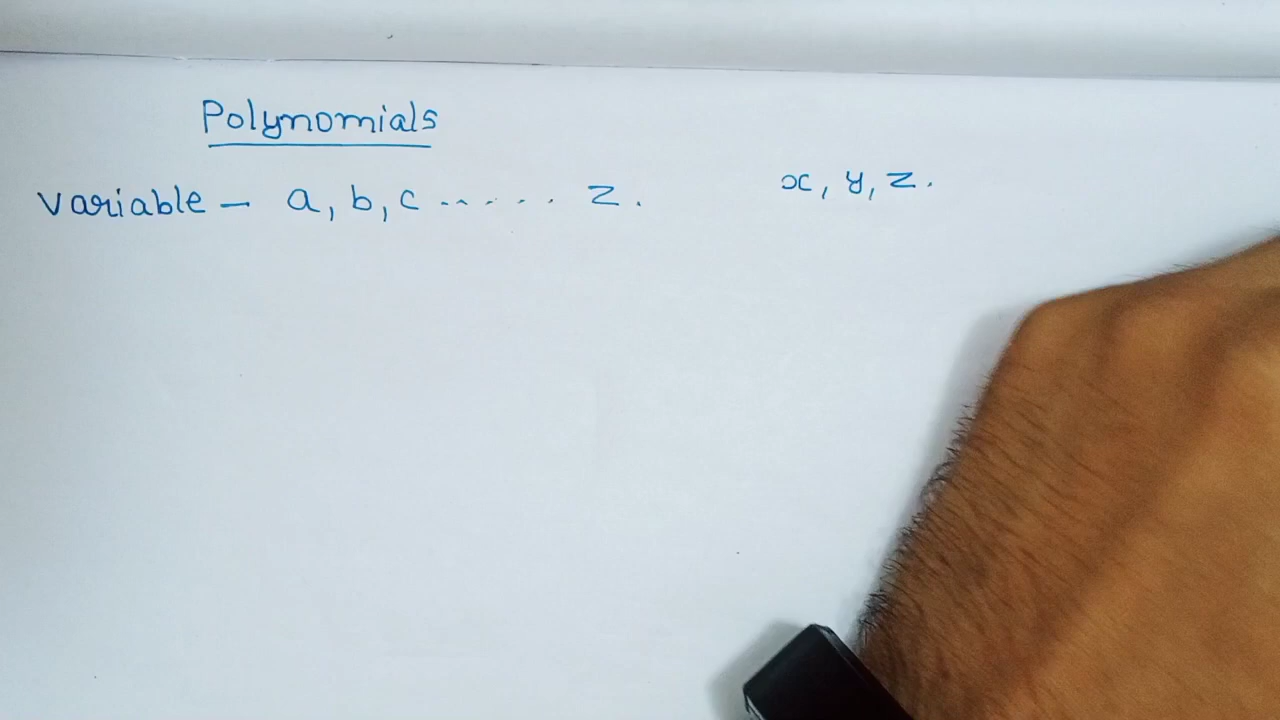 Polynomials
variable – a, b, c ...... z. x, y, z.